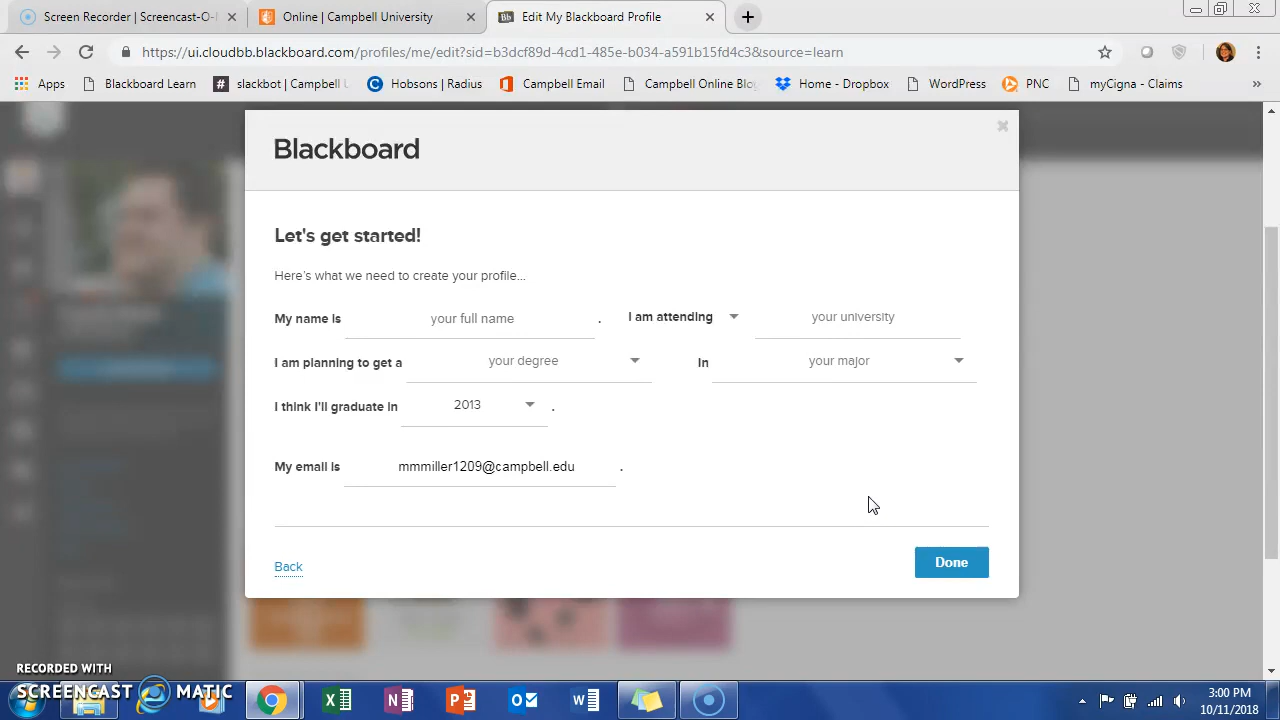 Screen Recorder | Screencast-O-
Online | Campbell University
Bb Edit My Blackboard Profile
https://ui.cloudbb.blackboard.com/profiles/me/edit?sid=b3dcf89d-4cd1-485e-b034-a591b15fd4c3&source=learn
Apps Blackboard Learn # slackbot | Campbell U Hobsons | Radius Campbell Email Campbell Online Blog Home - Dropbox WordPress PNC myCigna - Claims »
Blackboard
Let's get started!
Here's what we need to create your profile...
My name is your full name . I am attending your university
I am planning to get a your degree In your major
I think I'll graduate in 2013 .
My email is mmmiller1209@campbell.edu .
Back Done
RECORDED WITH
SCREENCAST MATIC
3:00 PM
10/11/2018